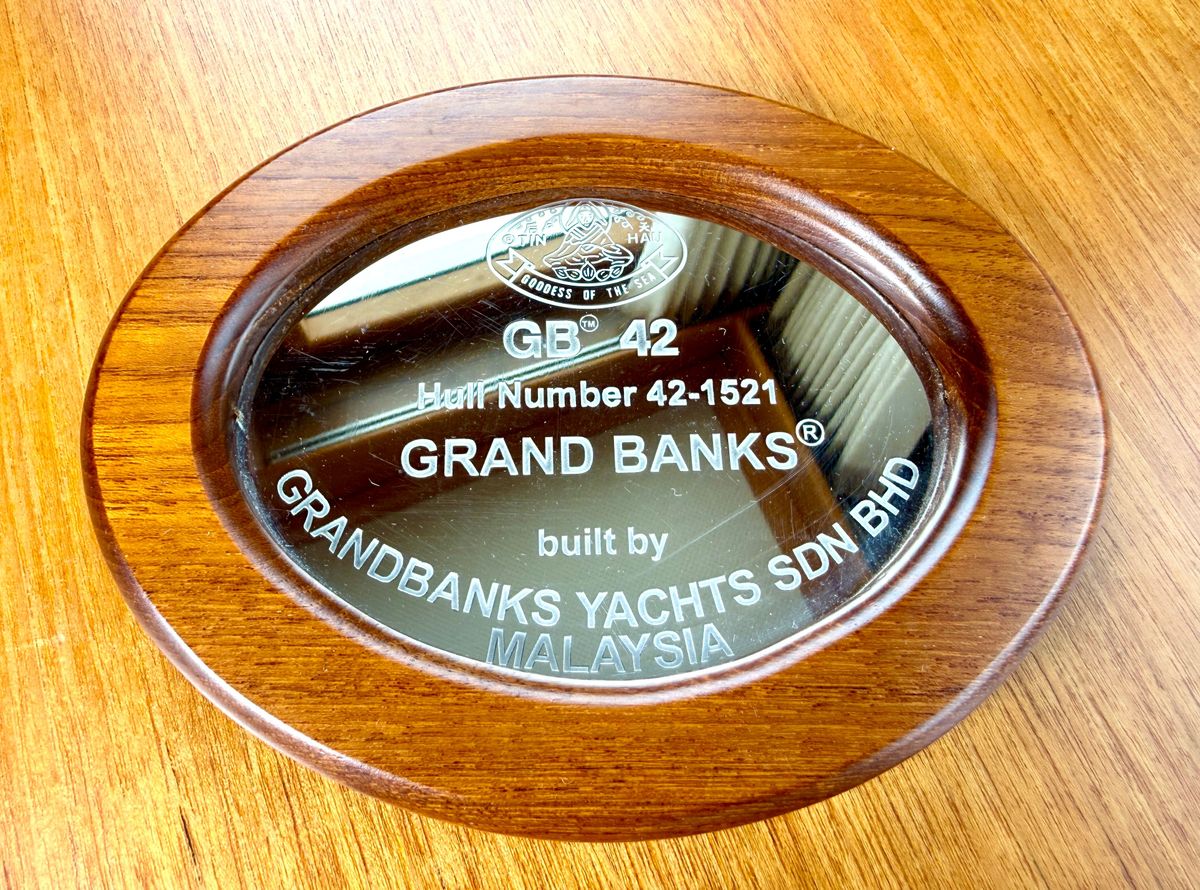 TIN HAU
GODDESS OF THE SEA
GB™ 42
Hull Number 42-1521
GRAND BANKS®
built by
GRANDBANKS YACHTS SDN BHD
MALAYSIA